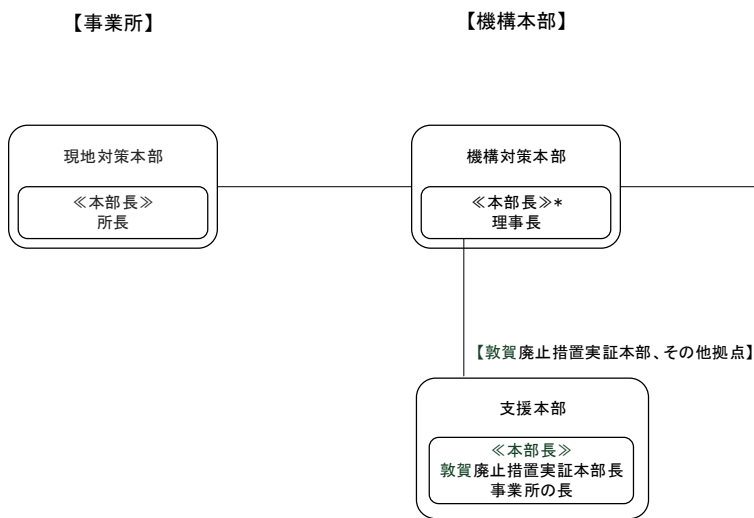 【事業所】
【機構本部】
現地対策本部
≪本部長≫
所長
機構対策本部
≪本部長≫*
理事長
【敦賀廃止措置実証本部、その他拠点】
支援本部
≪本部長≫
敦賀廃止措置実証本部長
事業所の長